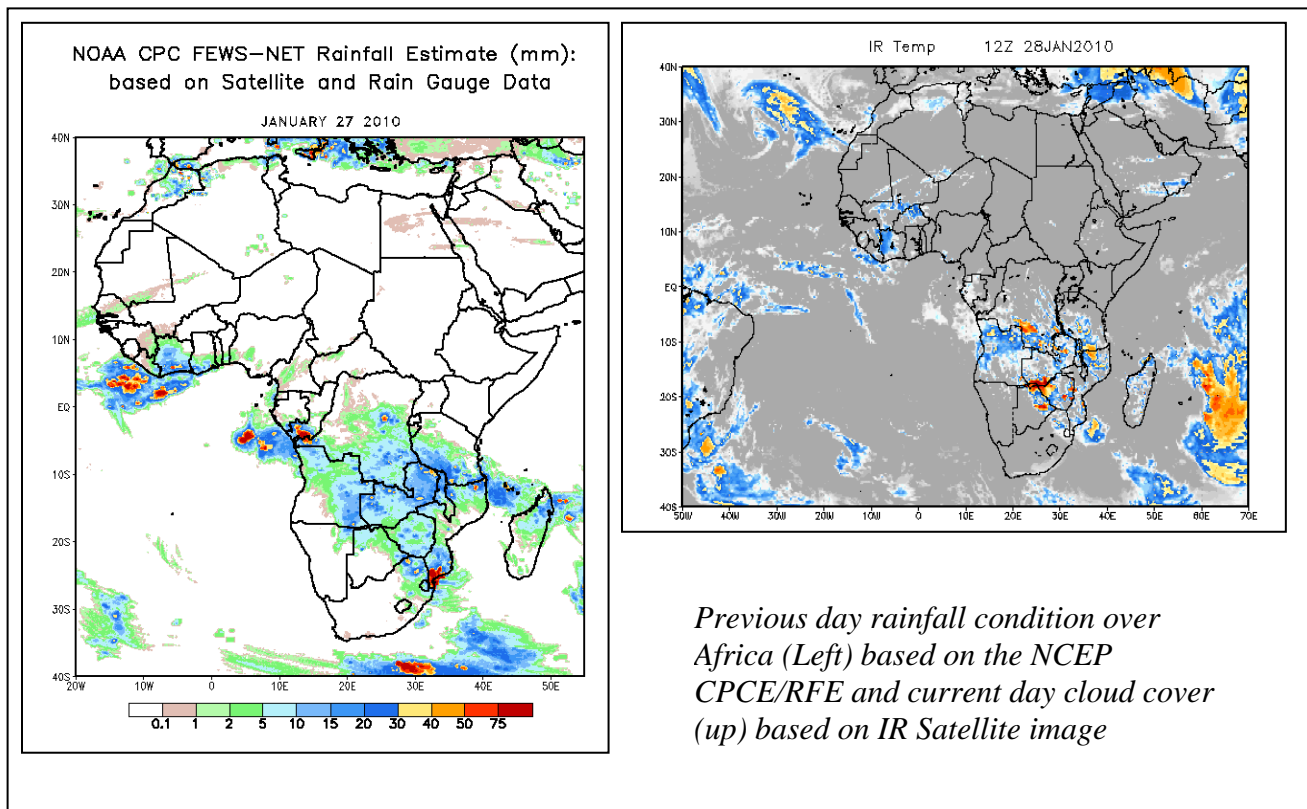 NOAA CPC FEWS-NET Rainfall Estimate (mm):
based on Satellite and Rain Gauge Data
JANUARY 27 2010
40N
30N
20N
10N
EQ
10S
20S
30S
40S
20W 10W 0 10E 20E 30E 40E 50E
0.1 1 2 5 10 15 20 30 40 50 75
IR Temp 12Z 28JAN2010
40N
30N
20N
10N
EQ
10S
20S
30S
40S
50W 40W 30W 20W 10W 0 10E 20E 30E 40E 50E 60E 70E
Previous day rainfall condition over
Africa (Left) based on the NCEP
CPCE/RFE and current day cloud cover
(up) based on IR Satellite image